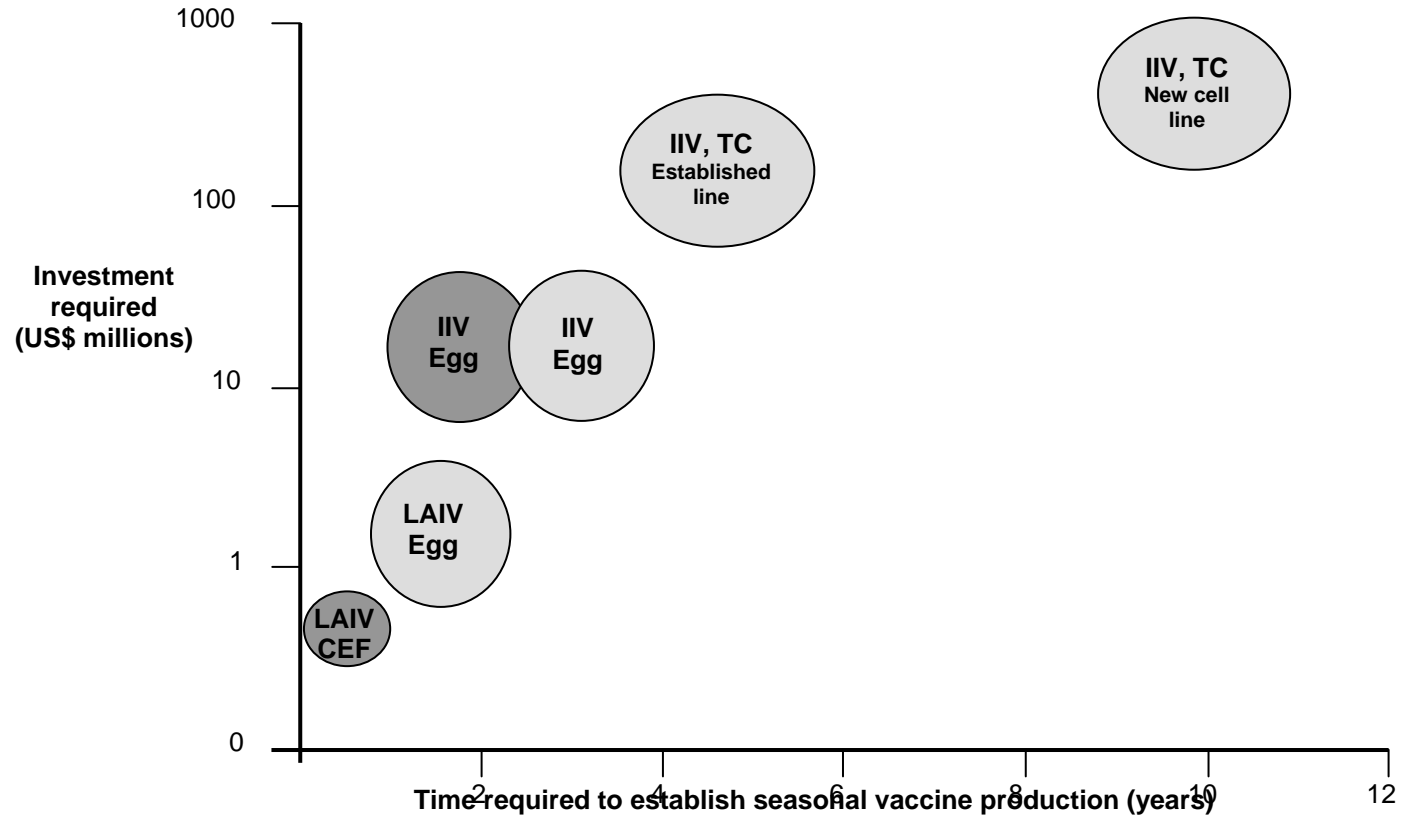 1000
IIV, TC
New cell
line
IIV, TC
Established
line
100
Investment
required
(US$ millions)
IIV
Egg
IIV
Egg
10
LAIV
Egg
1
LAIV
CEF
0
2 4 6 8 10 12
Time required to establish seasonal vaccine production (years)